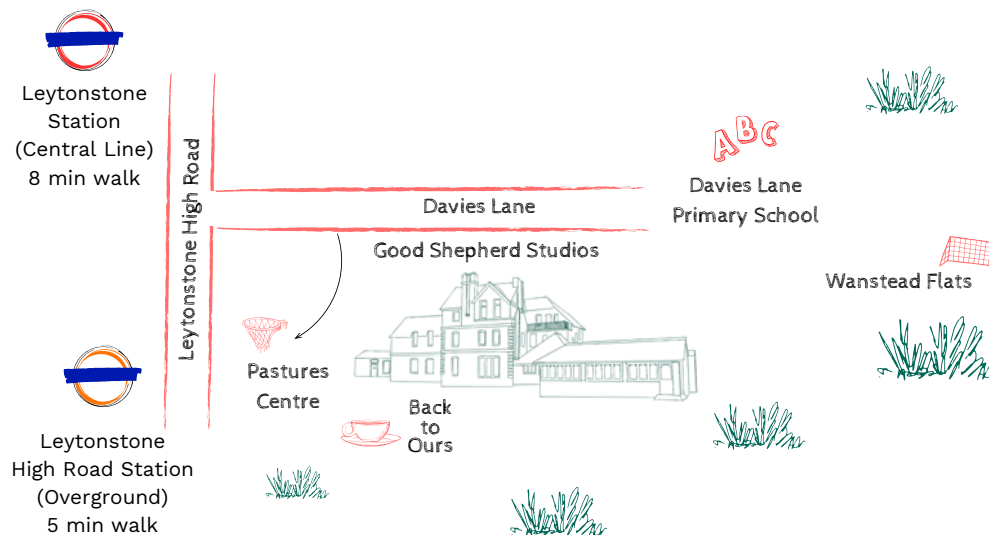 Leytonstone
Station
(Central Line)
8 min walk
Leytonstone High Road
Davies Lane
ABC
Davies Lane
Primary School
Good Shepherd Studios
Wanstead Flats
Pastures
Centre
Back
to
Ours
Leytonstone
High Road Station
(Overground)
5 min walk